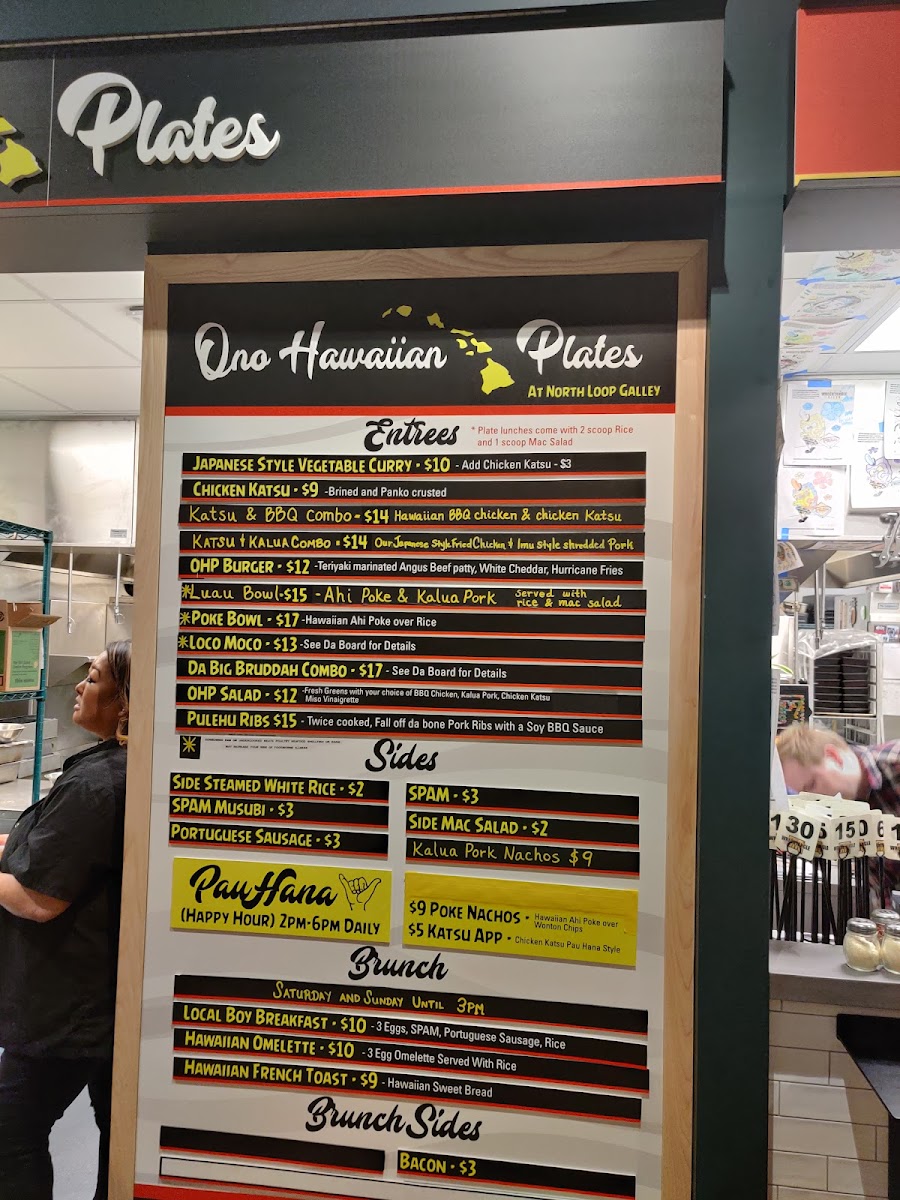 Plates
Ono Hawaiian Plates
At North Loop Galley
Entrees
* Plate lunches come with 2 scoop Rice
and 1 scoop Mac Salad
Japanese Style Vegetable Curry • $10 - Add Chicken Katsu - $3
Chicken Katsu • $9 -Brined and Panko crusted
Katsu & BBQ Combo - $14 Hawaiian BBQ chicken & chicken Katsu
Katsu & Kalua Combo • $14 Our Japanese Style Fried Chicken & Imu style shredded Pork
OHP Burger • $12 -Teriyaki marinated Angus Beef patty, White Cheddar, Hurricane Fries
*Luau Bowl-$15 - Ahi Poke & Kalua Pork served with
rice & mac salad
*Poke Bowl • $17 -Hawaiian Ahi Poke over Rice
*Loco Moco • $13 -See Da Board for Details
Da Big Bruddah Combo • $17 - See Da Board for Details
OHP Salad • $12 -Fresh Greens with your choice of BBQ Chicken, Kalua Pork, Chicken Katsu
Miso Vinaigrette
Pulehu Ribs $15 - Twice cooked, Fall off da bone Pork Ribs with a Soy BBQ Sauce
*
Sides
Side Steamed White Rice • $2
SPAM Musubi • $3
Portuguese Sausage • $3
SPAM • $3
Side Mac Salad • $2
Kalua Pork Nachos $9
Pau Hana
(Happy Hour) 2pm-6pm Daily
$9 Poke Nachos • Hawaiian Ahi Poke over
Wonton Chips
$5 Katsu App • Chicken Katsu Pau Hana Style
Brunch
Saturday and Sunday Until 3PM
Local Boy Breakfast • $10 - 3 Eggs, SPAM, Portuguese Sausage, Rice
Hawaiian Omelette • $10 - 3 Egg Omelette Served With Rice
Hawaiian French Toast • $9 - Hawaiian Sweet Bread
Brunch Sides
Bacon • $3
130
150